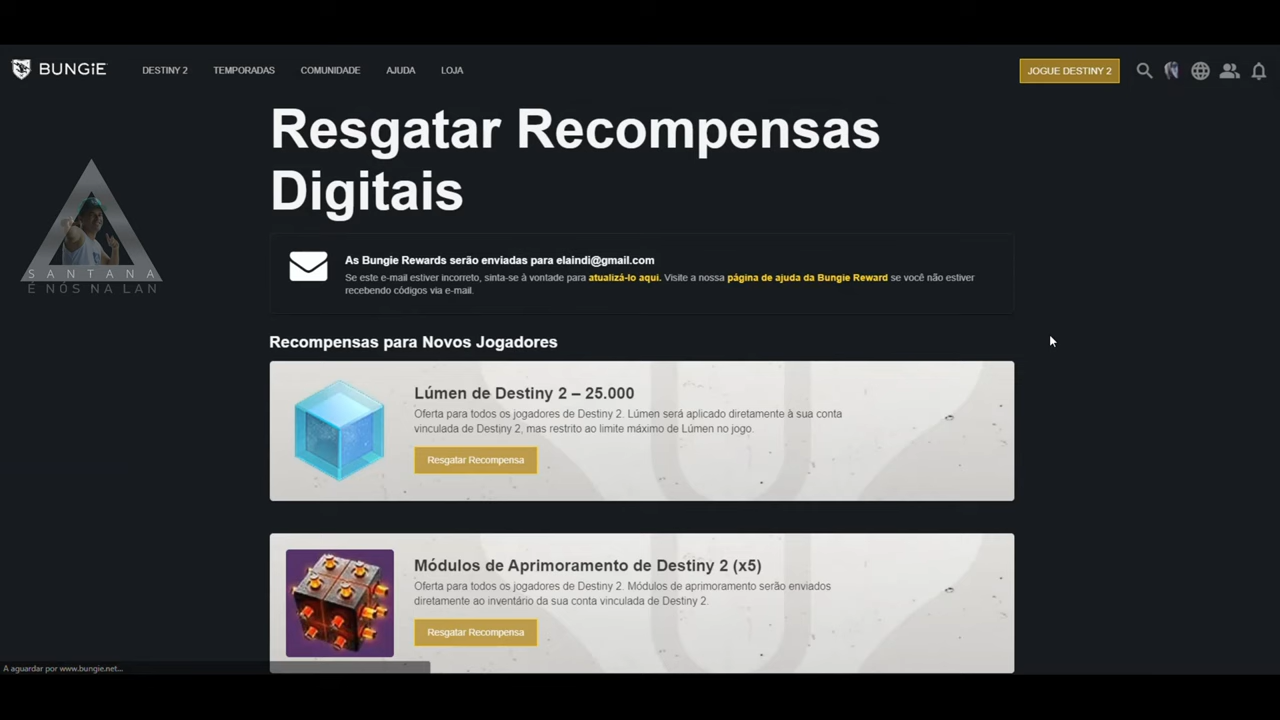 BUNGiE
DESTINY 2
TEMPORADAS
COMUNIDADE
AJUDA
LOJA
JOGUE DESTINY 2
Resgatar Recompensas
Digitais
SANTANA
É NÓS NA LAN
As Bungie Rewards serão enviadas para elaindi@gmail.com
Se este e-mail estiver incorreto, sinta-se à vontade para atualizá-lo aqui. Visite a nossa página de ajuda da Bungie Reward se você não estiver
recebendo códigos via e-mail.
Recompensas para Novos Jogadores
Lúmen de Destiny 2 – 25.000
Oferta para todos os jogadores de Destiny 2. Lúmen será aplicado diretamente à sua conta
vinculada de Destiny 2, mas restrito ao limite máximo de Lúmen no jogo.
Resgatar Recompensa
Módulos de Aprimoramento de Destiny 2 (x5)
Oferta para todos os jogadores de Destiny 2. Módulos de aprimoramento serão enviados
diretamente ao inventário da sua conta vinculada de Destiny 2.
Resgatar Recompensa
A aguardar por www.bungie.net...